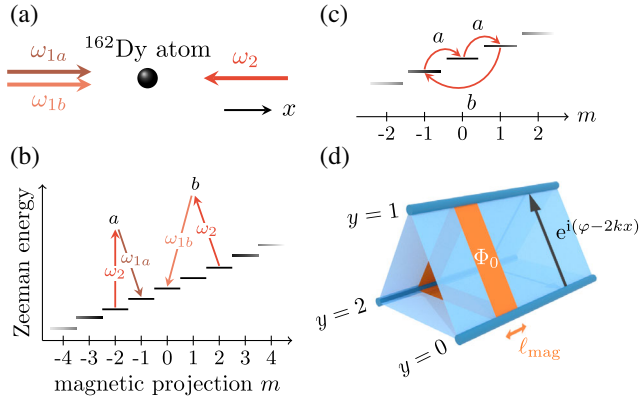 (a)
ω1a
ω1b
¹⁶²Dy atom
ω2
x
(b)
Zeeman energy
a
b
ω2
ω1a
ω1b
ω2
-4 -3 -2 -1 0 1 2 3 4
magnetic projection m
(c)
a
a
b
-2 -1 0 1 2
m
(d)
y = 1
y = 2
y = 0
Φ0
e^{i(φ−2kx)}
ℓmag